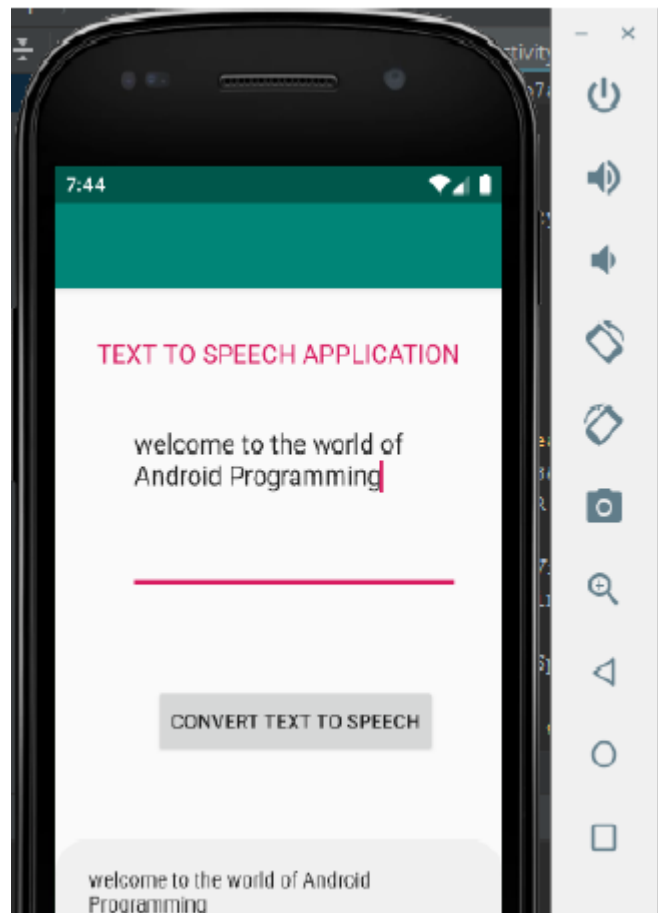 7:44
TEXT TO SPEECH APPLICATION
welcome to the world of
Android Programming
CONVERT TEXT TO SPEECH
welcome to the world of Android
Programming